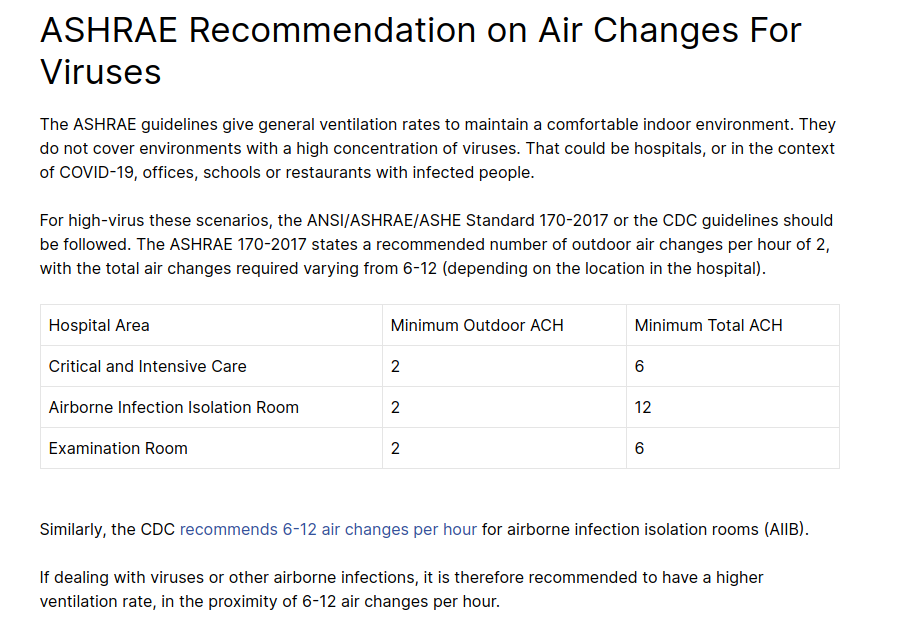 ASHRAE Recommendation on Air Changes For
Viruses
The ASHRAE guidelines give general ventilation rates to maintain a comfortable indoor environment. They
do not cover environments with a high concentration of viruses. That could be hospitals, or in the context
of COVID-19, offices, schools or restaurants with infected people.
For high-virus these scenarios, the ANSI/ASHRAE/ASHE Standard 170-2017 or the CDC guidelines should
be followed. The ASHRAE 170-2017 states a recommended number of outdoor air changes per hour of 2,
with the total air changes required varying from 6-12 (depending on the location in the hospital).
Hospital Area Minimum Outdoor ACH Minimum Total ACH
Critical and Intensive Care 2 6
Airborne Infection Isolation Room 2 12
Examination Room 2 6
Similarly, the CDC recommends 6-12 air changes per hour for airborne infection isolation rooms (AIIB).
If dealing with viruses or other airborne infections, it is therefore recommended to have a higher
ventilation rate, in the proximity of 6-12 air changes per hour.